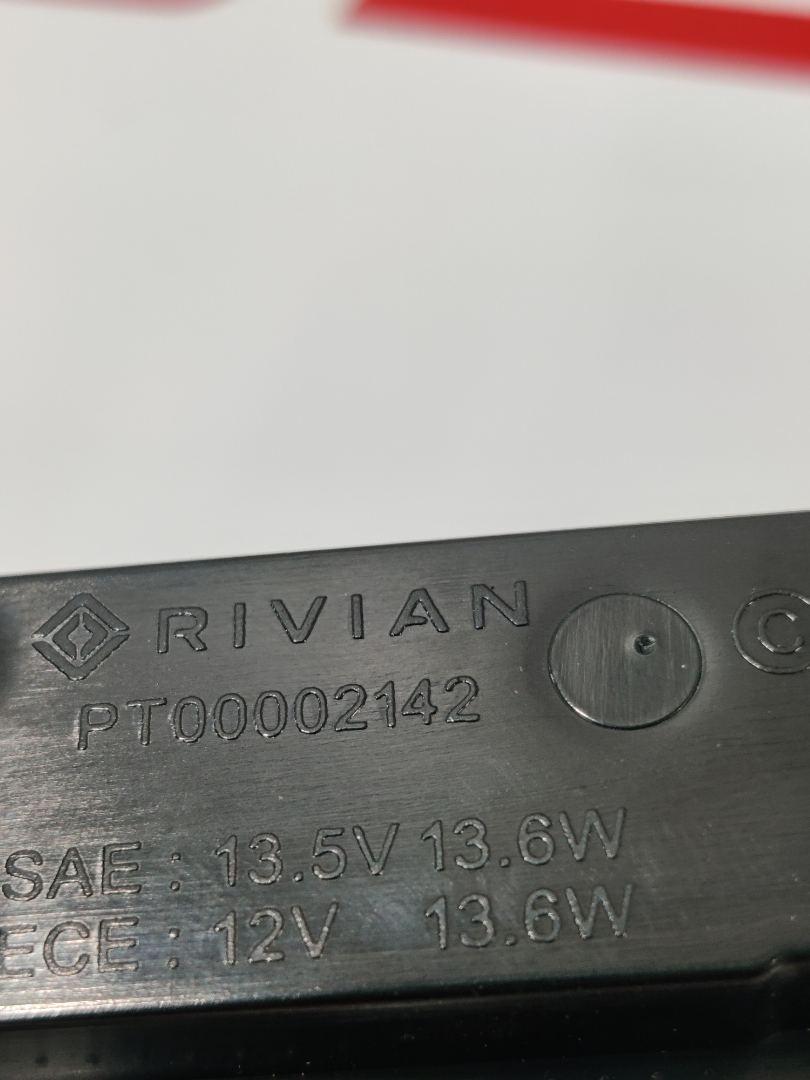 RIVIAN ©
PT00002142
SAE : 13.5V 13.6W
ECE : 12V 13.6W